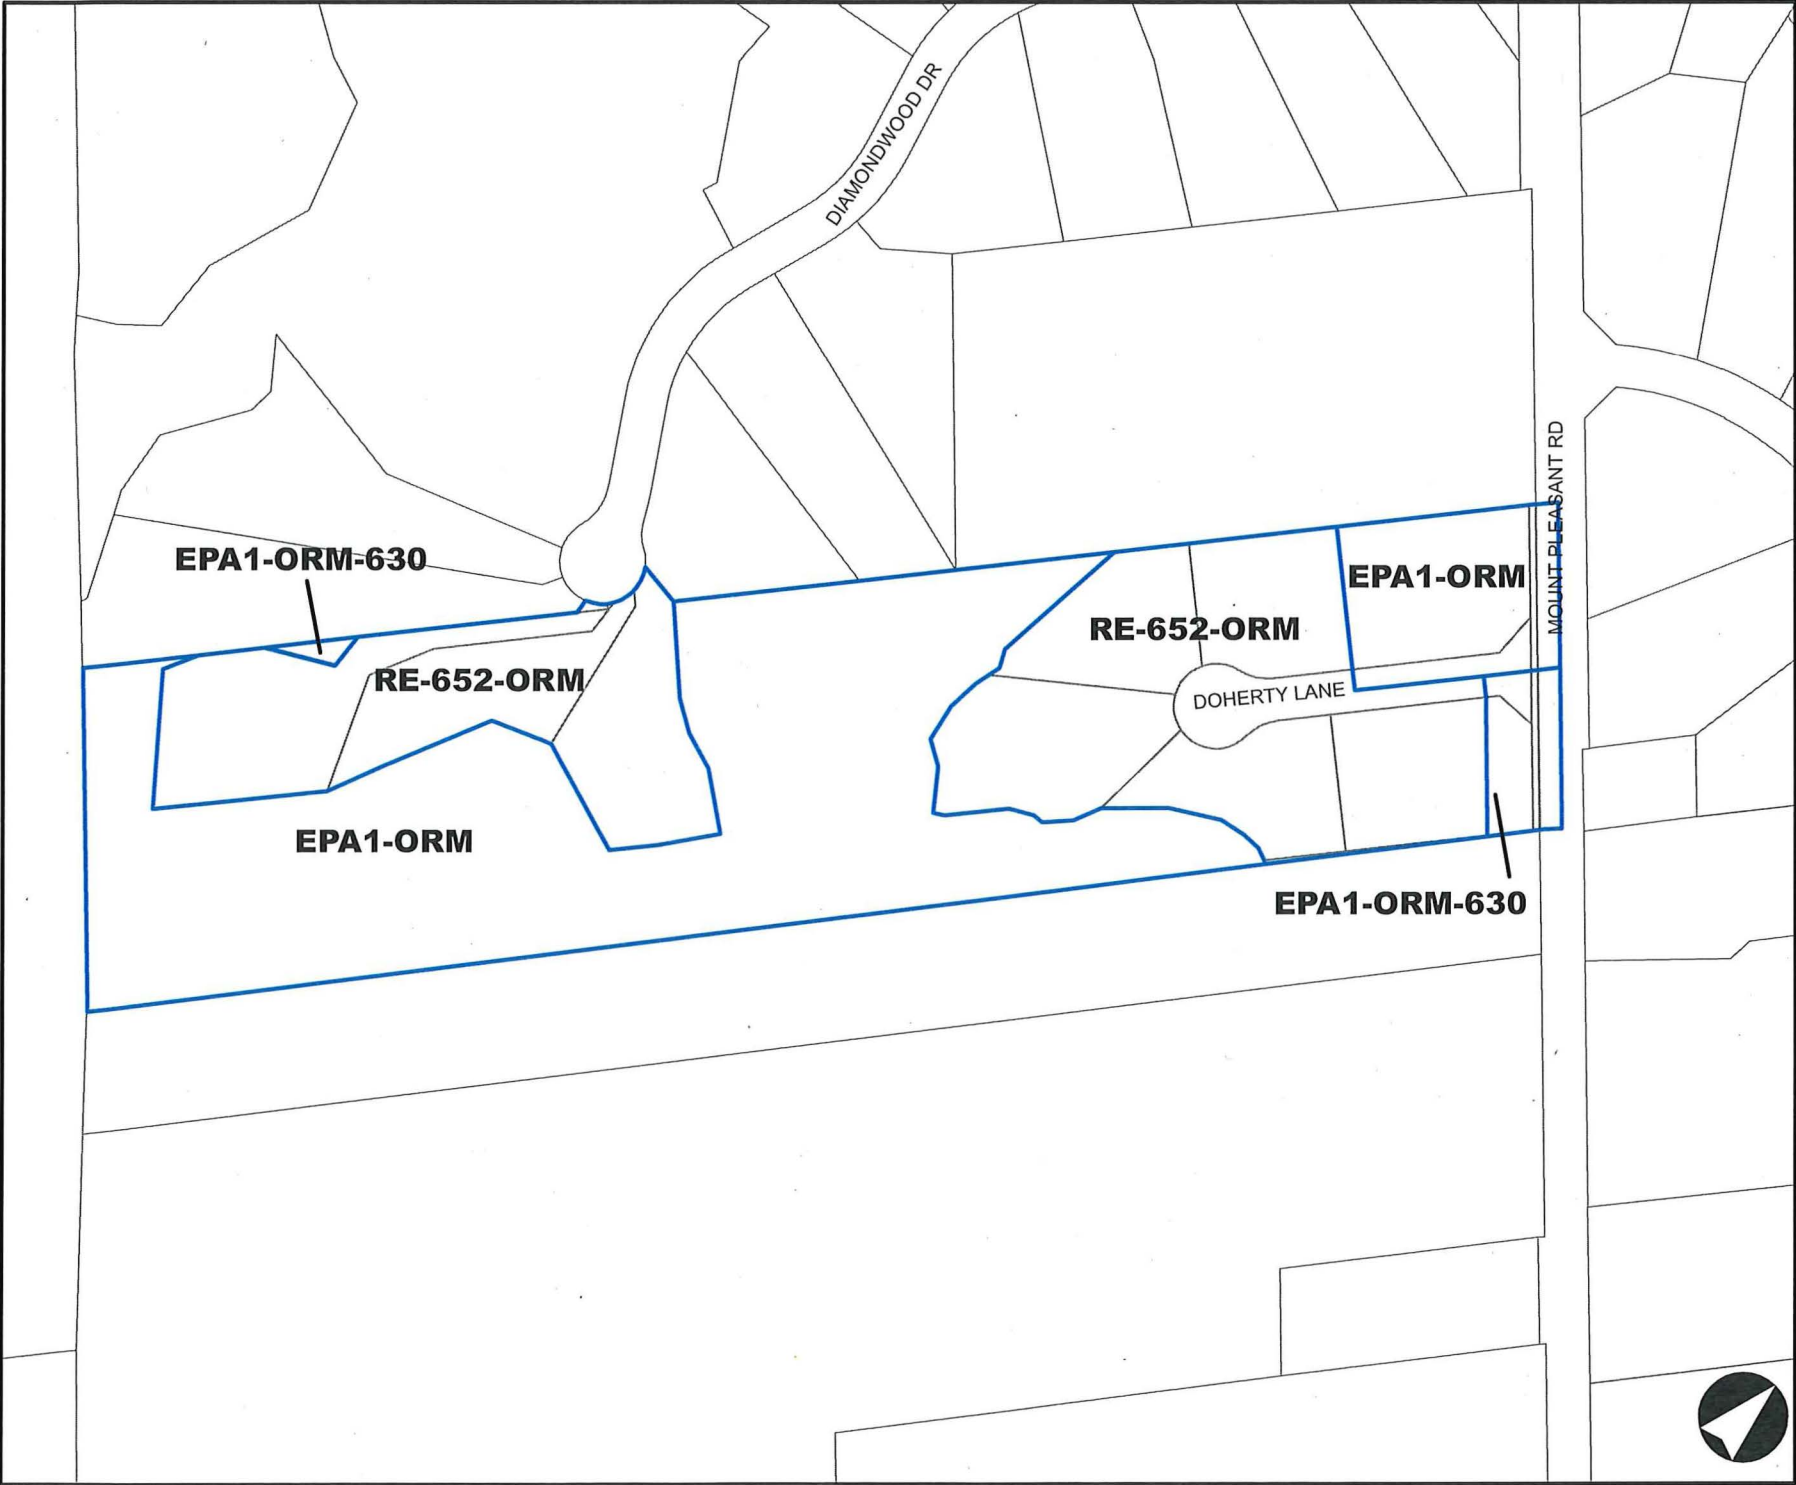 DIAMONDWOOD DR
MOUNT PLEASANT RD
EPA1-ORM-630
EPA1-ORM
RE-652-ORM
RE-652-ORM
DOHERTY LANE
EPA1-ORM
EPA1-ORM-630